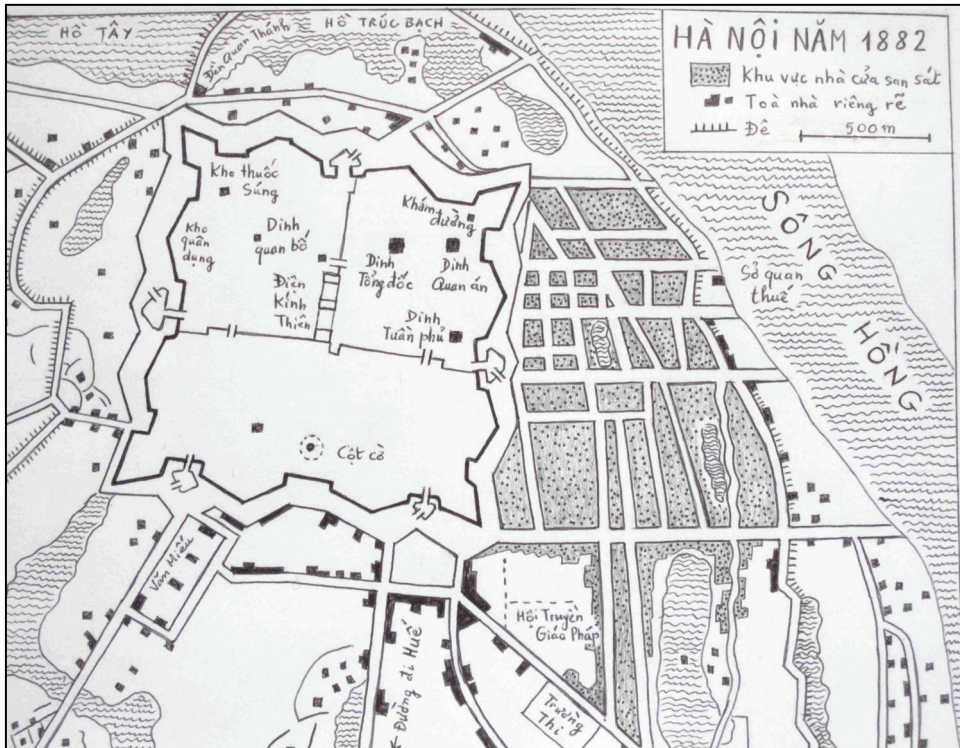 HỒ TÂY
HỒ TRÚC BẠCH
Đền Quan Thánh
HÀ NỘI NĂM 1882
Khu vực nhà cửa san sát
Toà nhà riêng rẽ
Đê
500m
Kho thuốc
Súng
Khám
đường
Kho
quân
dụng
Dinh
quan bố
Dinh
Tổng đốc
Dinh
Quan án
Điện
Kính
Thiên
Dinh
Tuần phủ
Sở quan
thuế
SÔNG HỒNG
Cột cờ
Văn Miếu
Hội Truyền
Giáo Pháp
Đường đi Huế
Trường
Thi